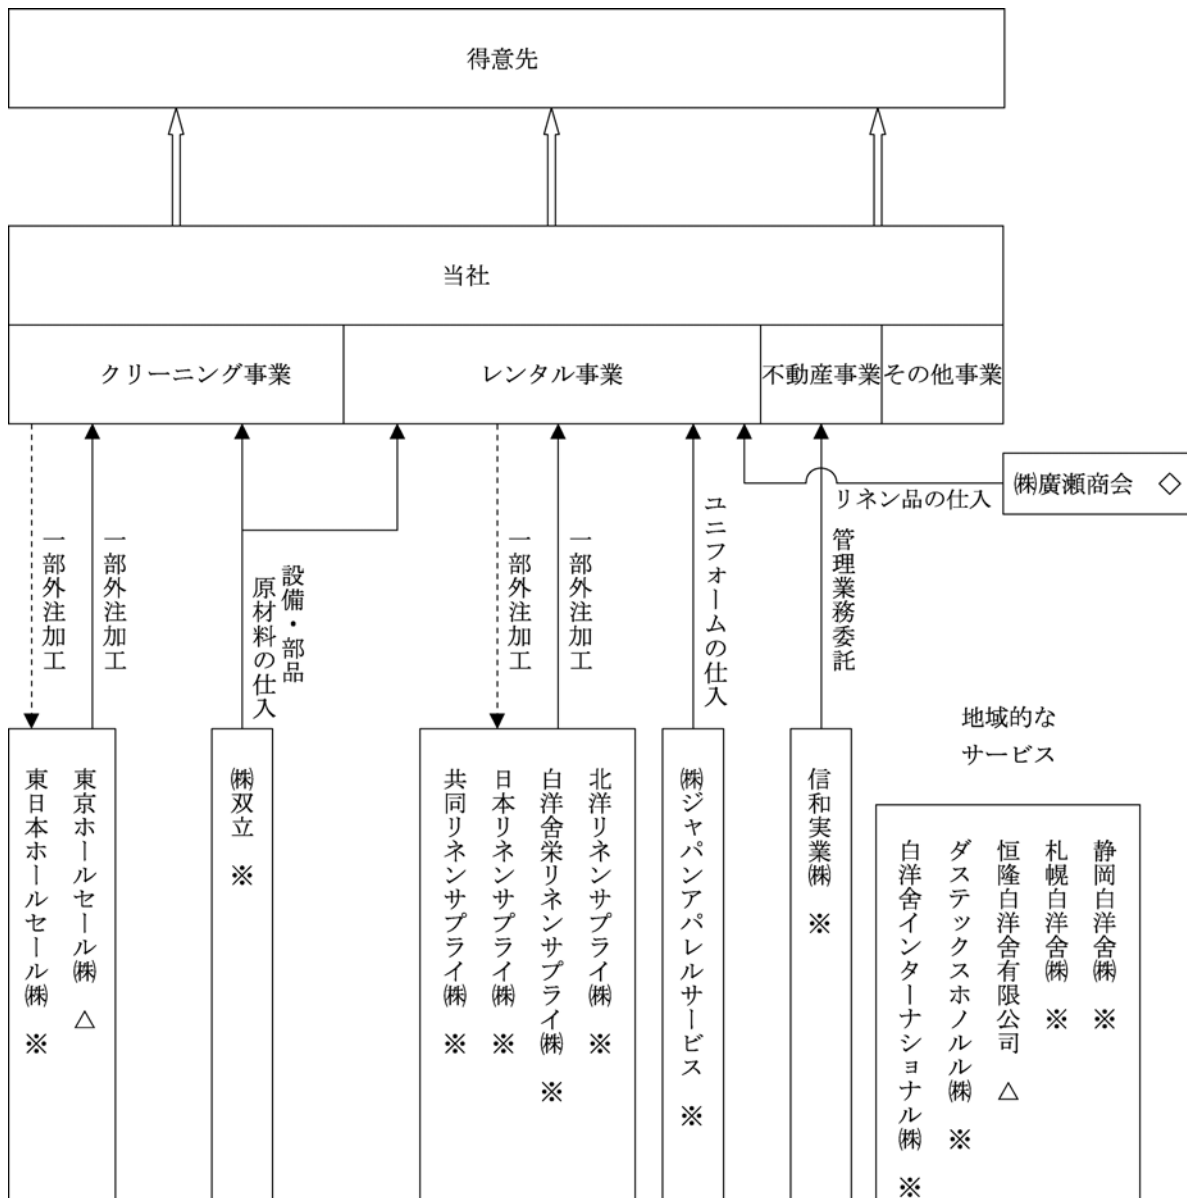 得意先
当社
クリーニング事業
レンタル事業
不動産事業
その他事業
㈱廣瀬商会 ◇
リネン品の仕入
一部外注加工
一部外注加工
設備・部品
原材料の仕入
一部外注加工
一部外注加工
ユニフォームの仕入
管理業務委託
地域的な
サービス
東京ホールセール㈱ △
東日本ホールセール㈱ ※
㈱双立 ※
北洋リネンサプライ㈱ ※
白洋舍栄リネンサプライ㈱ ※
日本リネンサプライ㈱ ※
共同リネンサプライ㈱ ※
㈱ジャパンアパレルサービス ※
信和実業㈱ ※
静岡白洋舍㈱ ※
札幌白洋舍㈱ ※
恒隆白洋舍有限公司 △
ダステックスホノルル㈱ ※
白洋舍インターナショナル㈱ ※